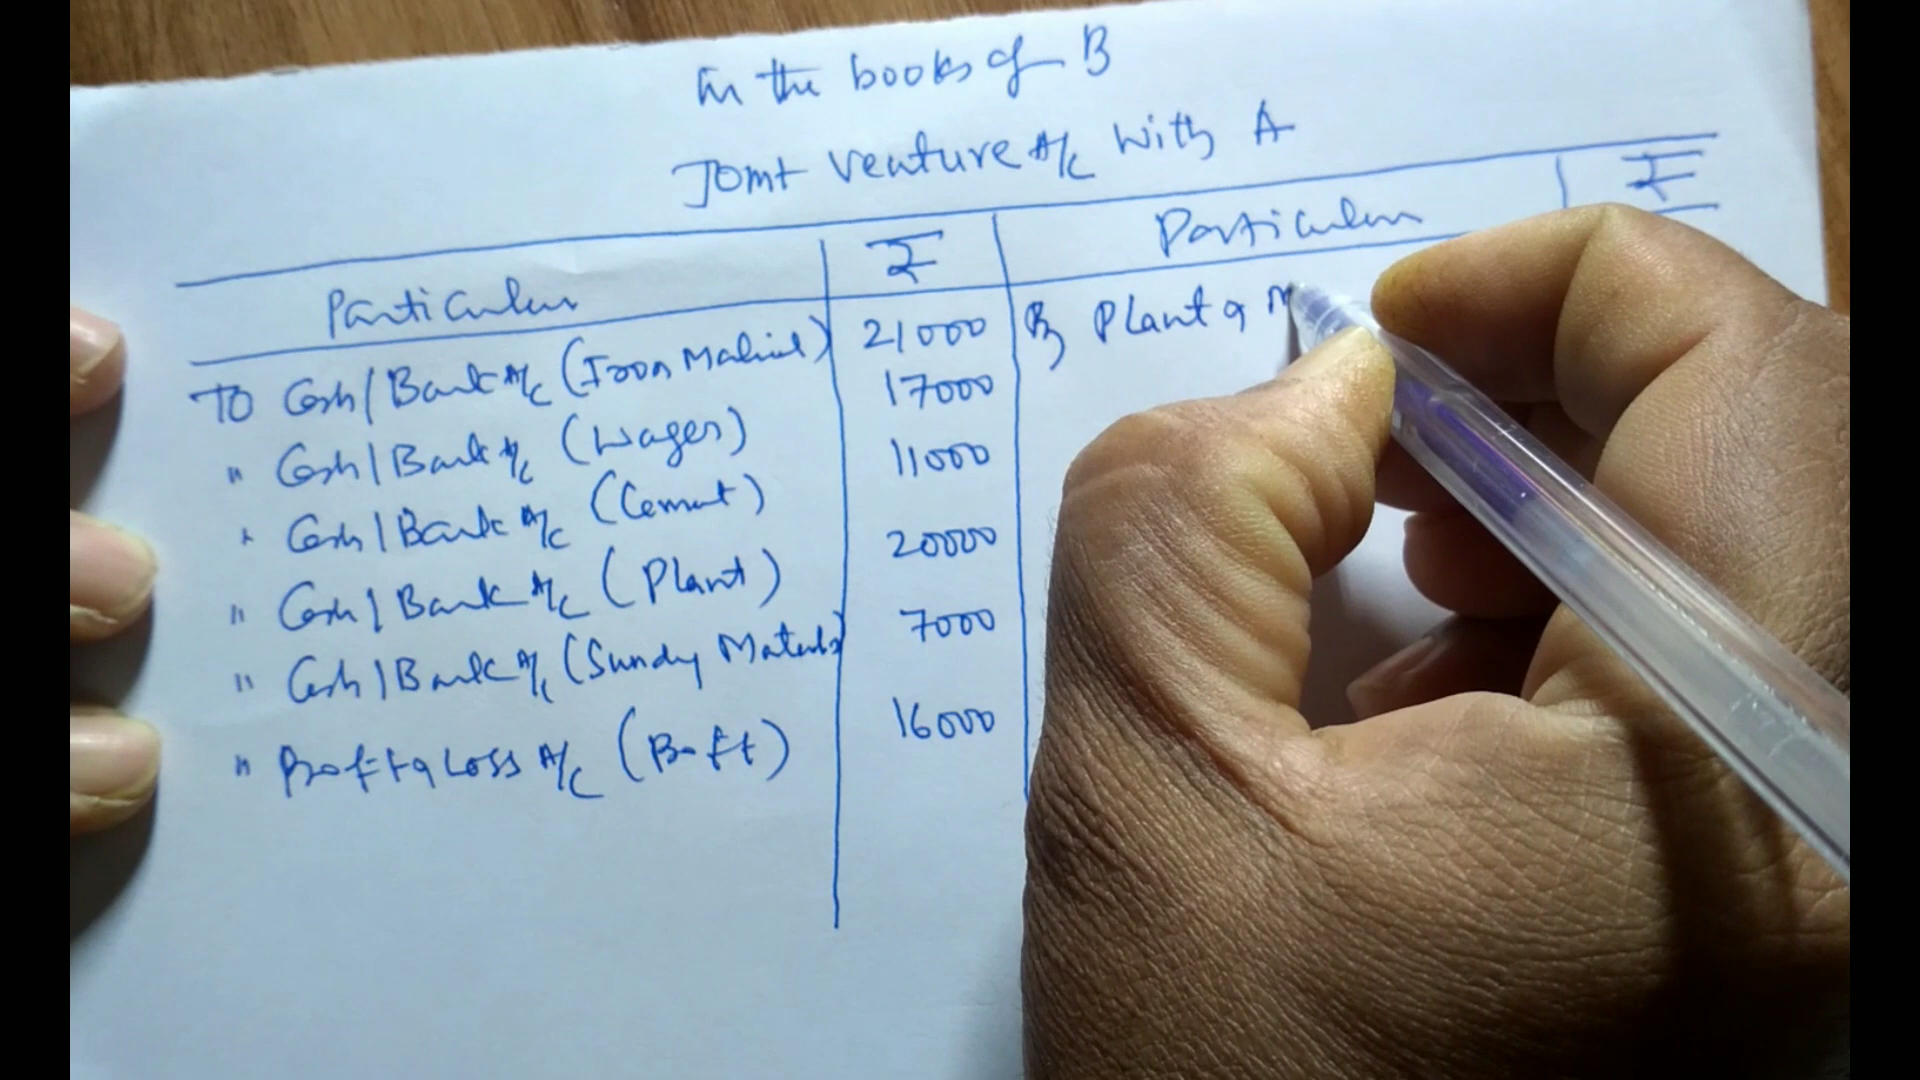 In the books of B
Joint Venture A/c with A
Particulars ₹ Particulars ₹
To Cash/Bank A/c (Iron Material) 21000 By Plant & M
" Cash/Bank A/c (Wages) 17000
" Cash/Bank A/c (Cement) 11000
" Cash/Bank A/c (Plant) 20000
" Cash/Bank A/c (Sundry Materials) 7000
" Profit & Loss A/c (Profit) 16000